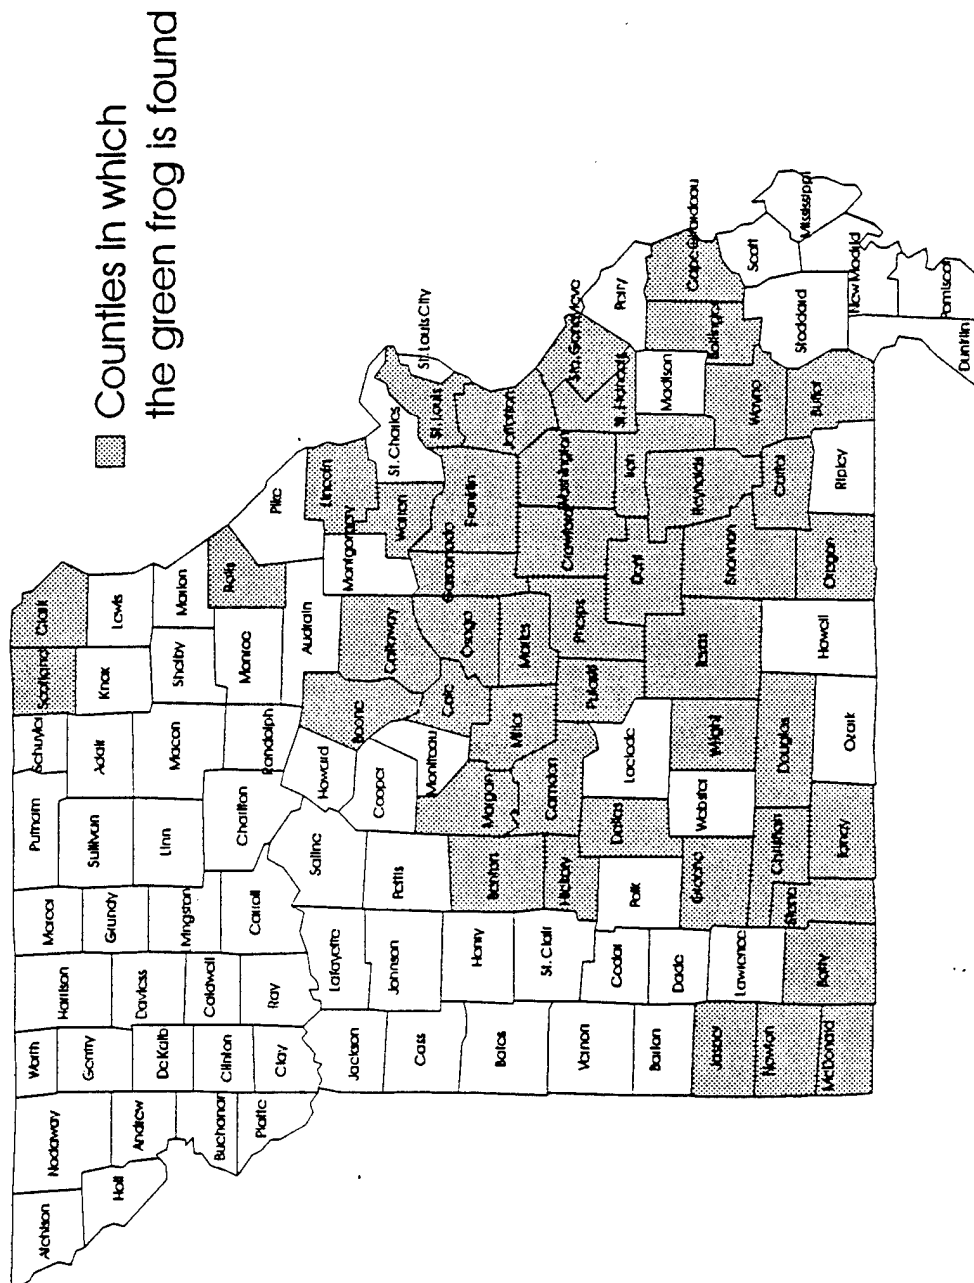 Counties in which
the green frog is found
Atchison
Nodaway
Worth
Harrison
Mercer
Putnam
Schuyler
Scotland
Clark
Holt
Andrew
Gentry
DeKalb
Daviess
Grundy
Sullivan
Adair
Knox
Lewis
Buchanan
Clinton
Caldwell
Livingston
Linn
Macon
Shelby
Marion
Platte
Clay
Ray
Carroll
Chariton
Randolph
Monroe
Ralls
Pike
Jackson
Lafayette
Saline
Howard
Boone
Audrain
Callaway
Montgomery
Lincoln
Warren
St. Charles
St. Louis City
St. Louis
Cass
Johnson
Pettis
Cooper
Moniteau
Cole
Osage
Gasconade
Franklin
Jefferson
Bates
Henry
Benton
Morgan
Miller
Maries
Crawford
Washington
Ste. Genevieve
St. Francois
Perry
Vernon
St. Clair
Hickory
Camden
Pulaski
Phelps
Dent
Iron
Madison
Cape Girardeau
Bollinger
Barton
Cedar
Polk
Dallas
Laclede
Texas
Shannon
Reynolds
Wayne
Scott
Mississippi
Stoddard
Jasper
Dade
Greene
Webster
Wright
Carter
Butler
New Madrid
Newton
Lawrence
Christian
Douglas
Howell
Oregon
Ripley
Pemiscot
Dunklin
McDonald
Barry
Stone
Taney
Ozark